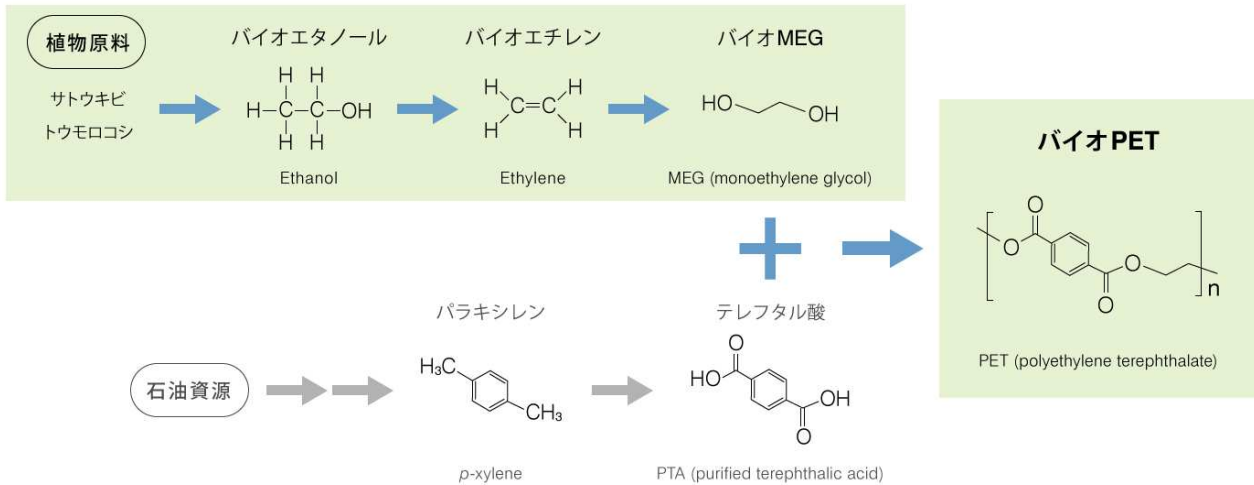 植物原料
サトウキビ
トウモロコシ
バイオエタノール
H H
H-C-C-OH
H H
Ethanol
バイオエチレン
H H
C=C
H H
Ethylene
バイオMEG
HO
OH
MEG (monoethylene glycol)
+
バイオPET
O
O
O
O
n
PET (polyethylene terephthalate)
石油資源
パラキシレン
H₃C
CH₃
p-xylene
テレフタル酸
O
HO
OH
O
PTA (purified terephthalic acid)